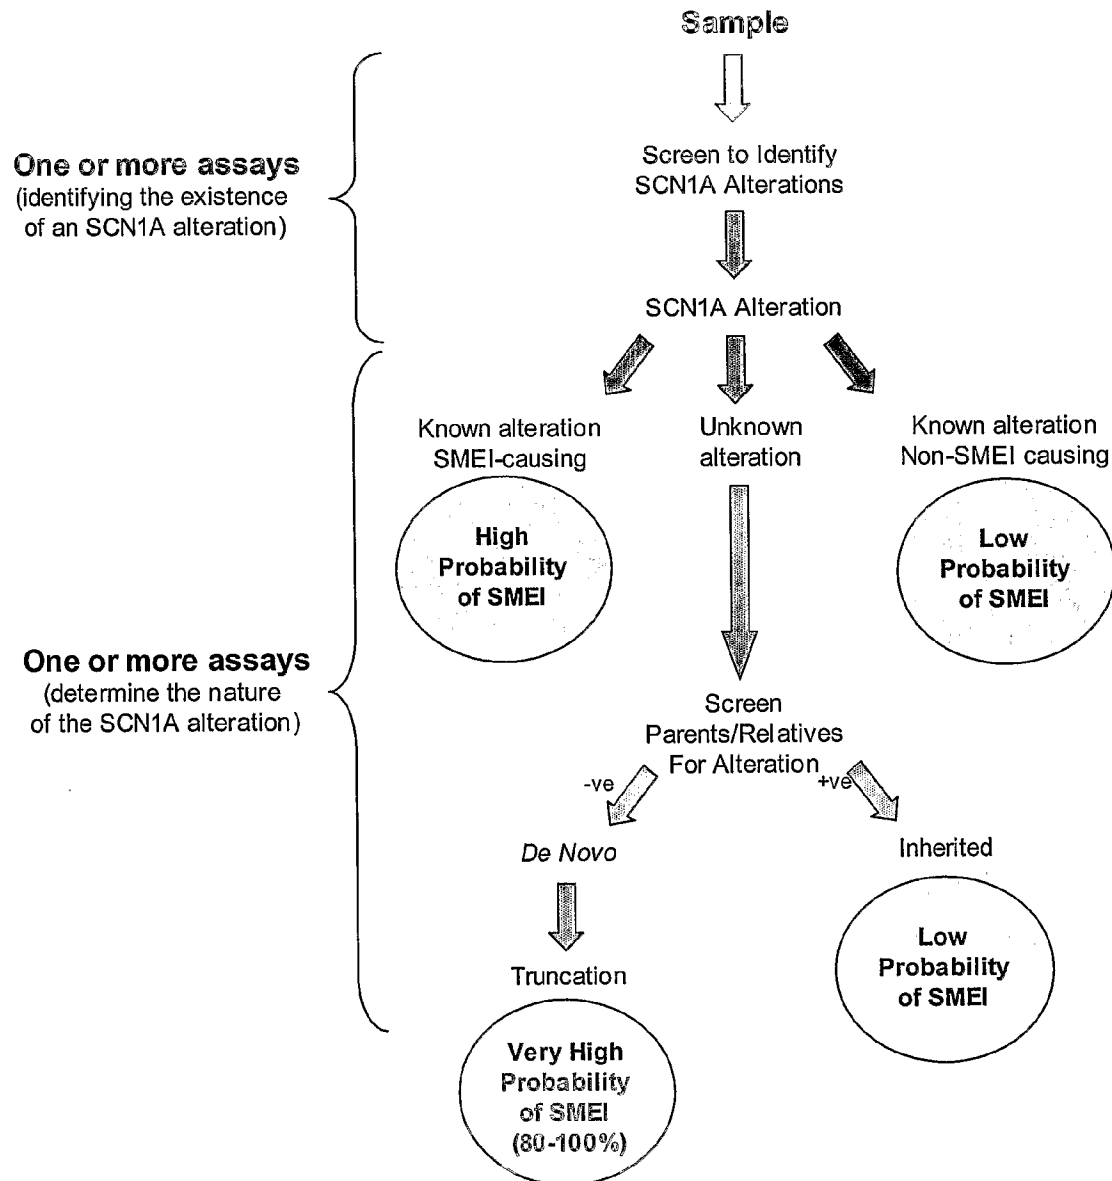 Sample
One or more assays
(identifying the existence
of an SCN1A alteration)
Screen to Identify
SCN1A Alterations
SCN1A Alteration
Known alteration
SMEI-causing
Unknown
alteration
Known alteration
Non-SMEI causing
High
Probability
of SMEI
Low
Probability
of SMEI
One or more assays
(determine the nature
of the SCN1A alteration)
Screen
Parents/Relatives
For Alteration
-ve
+ve
De Novo
Inherited
Truncation
Low
Probability
of SMEI
Very High
Probability
of SMEI
(80-100%)